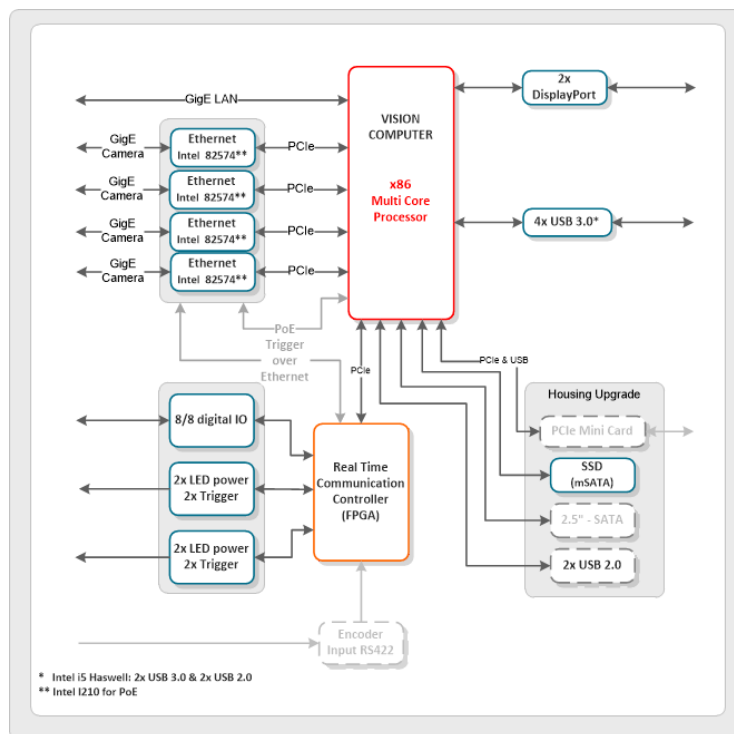 GigE LAN
VISION
COMPUTER
x86
Multi Core
Processor
2x
DisplayPort
4x USB 3.0*
GigE
Camera
Ethernet
Intel 82574**
PCIe
GigE
Camera
Ethernet
Intel 82574**
PCIe
GigE
Camera
Ethernet
Intel 82574**
PCIe
GigE
Camera
Ethernet
Intel 82574**
PCIe
PoE
Trigger
over
Ethernet
PCIe
PCIe & USB
8/8 digital IO
2x LED power
2x Trigger
2x LED power
2x Trigger
Real Time
Communication
Controller
(FPGA)
Encoder
Input RS422
Housing Upgrade
PCIe Mini Card
SSD
(mSATA)
2.5" - SATA
2x USB 2.0
* Intel i5 Haswell: 2x USB 3.0 & 2x USB 2.0
** Intel I210 for PoE